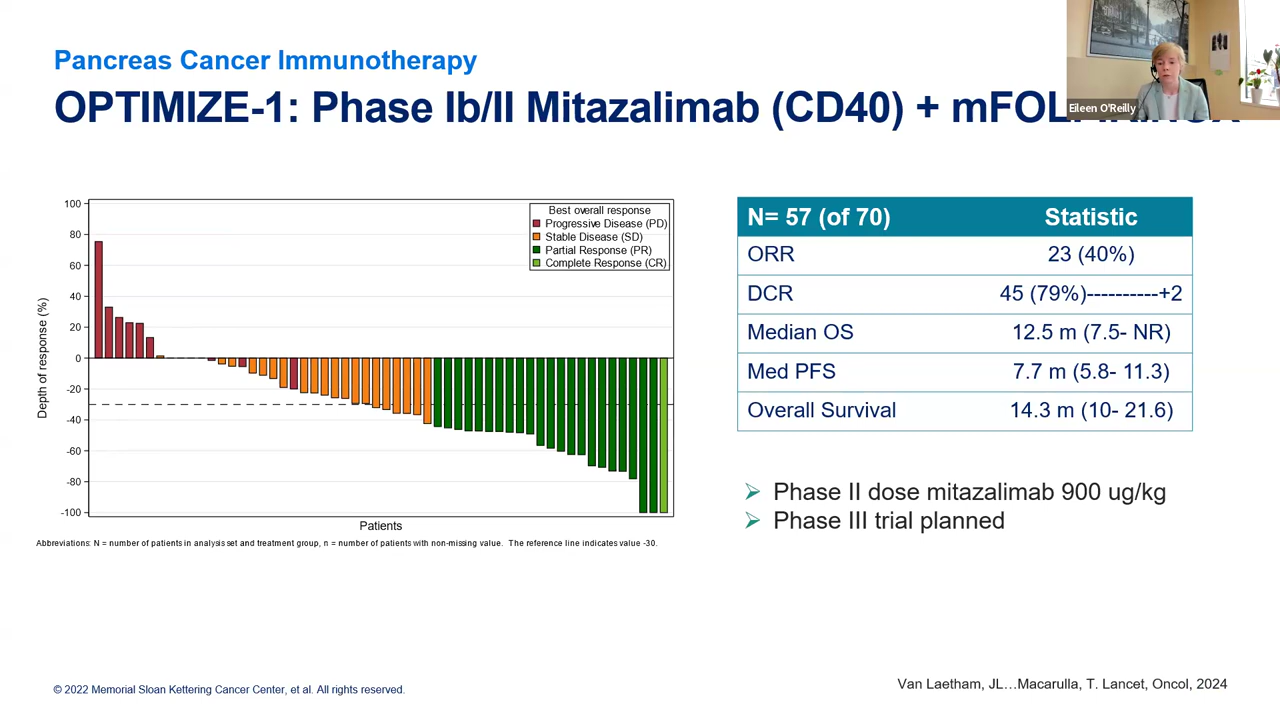 Pancreas Cancer Immunotherapy
OPTIMIZE-1: Phase Ib/II Mitazalimab (CD40) + 
Eileen O'Reilly
100
80
60
40
20
0
-20
-40
-60
-80
-100
Depth of response (%)
Best overall response
Progressive Disease (PD)
Stable Disease (SD)
Partial Response (PR)
Complete Response (CR)
Patients
Abbreviations: N = number of patients in analysis set and treatment group, n = number of patients with non-missing value. The reference line indicates value -30.
N= 57 (of 70) Statistic
ORR 23 (40%)
DCR 45 (79%)----------+2
Median OS 12.5 m (7.5- NR)
Med PFS 7.7 m (5.8- 11.3)
Overall Survival 14.3 m (10- 21.6)
Phase II dose mitazalimab 900 ug/kg
Phase III trial planned
© 2022 Memorial Sloan Kettering Cancer Center, et al. All rights reserved.
Van Laetham, JL…Macarulla, T. Lancet, Oncol, 2024